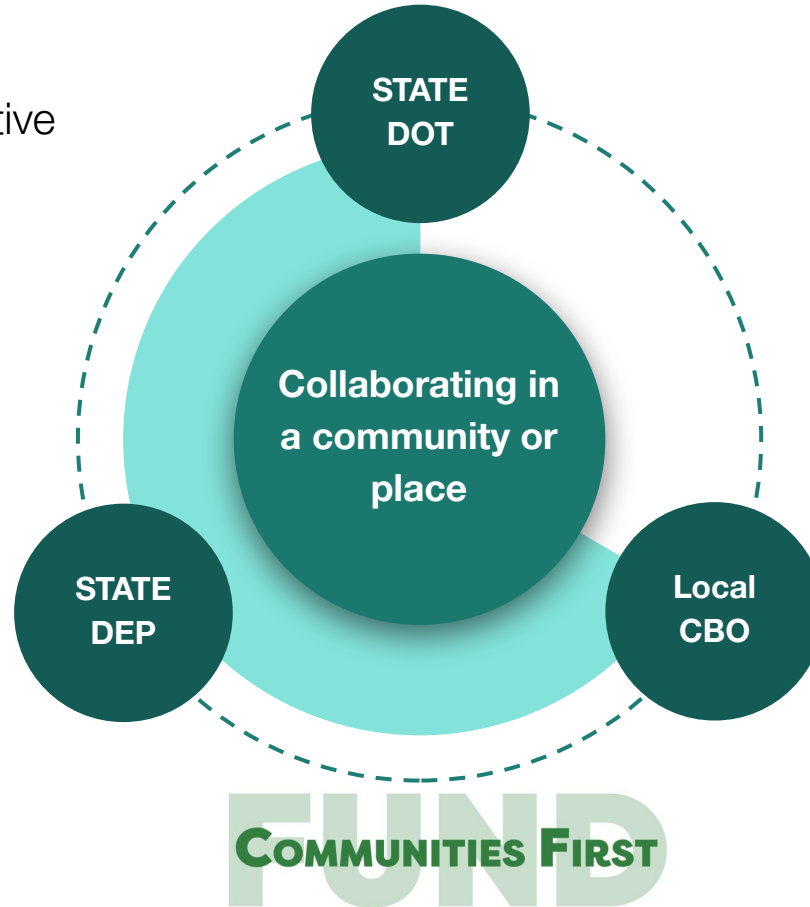 STATE
DOT
Collaborating in
a community or
place
STATE
DEP
Local
CBO
FUND
COMMUNITIES FIRST